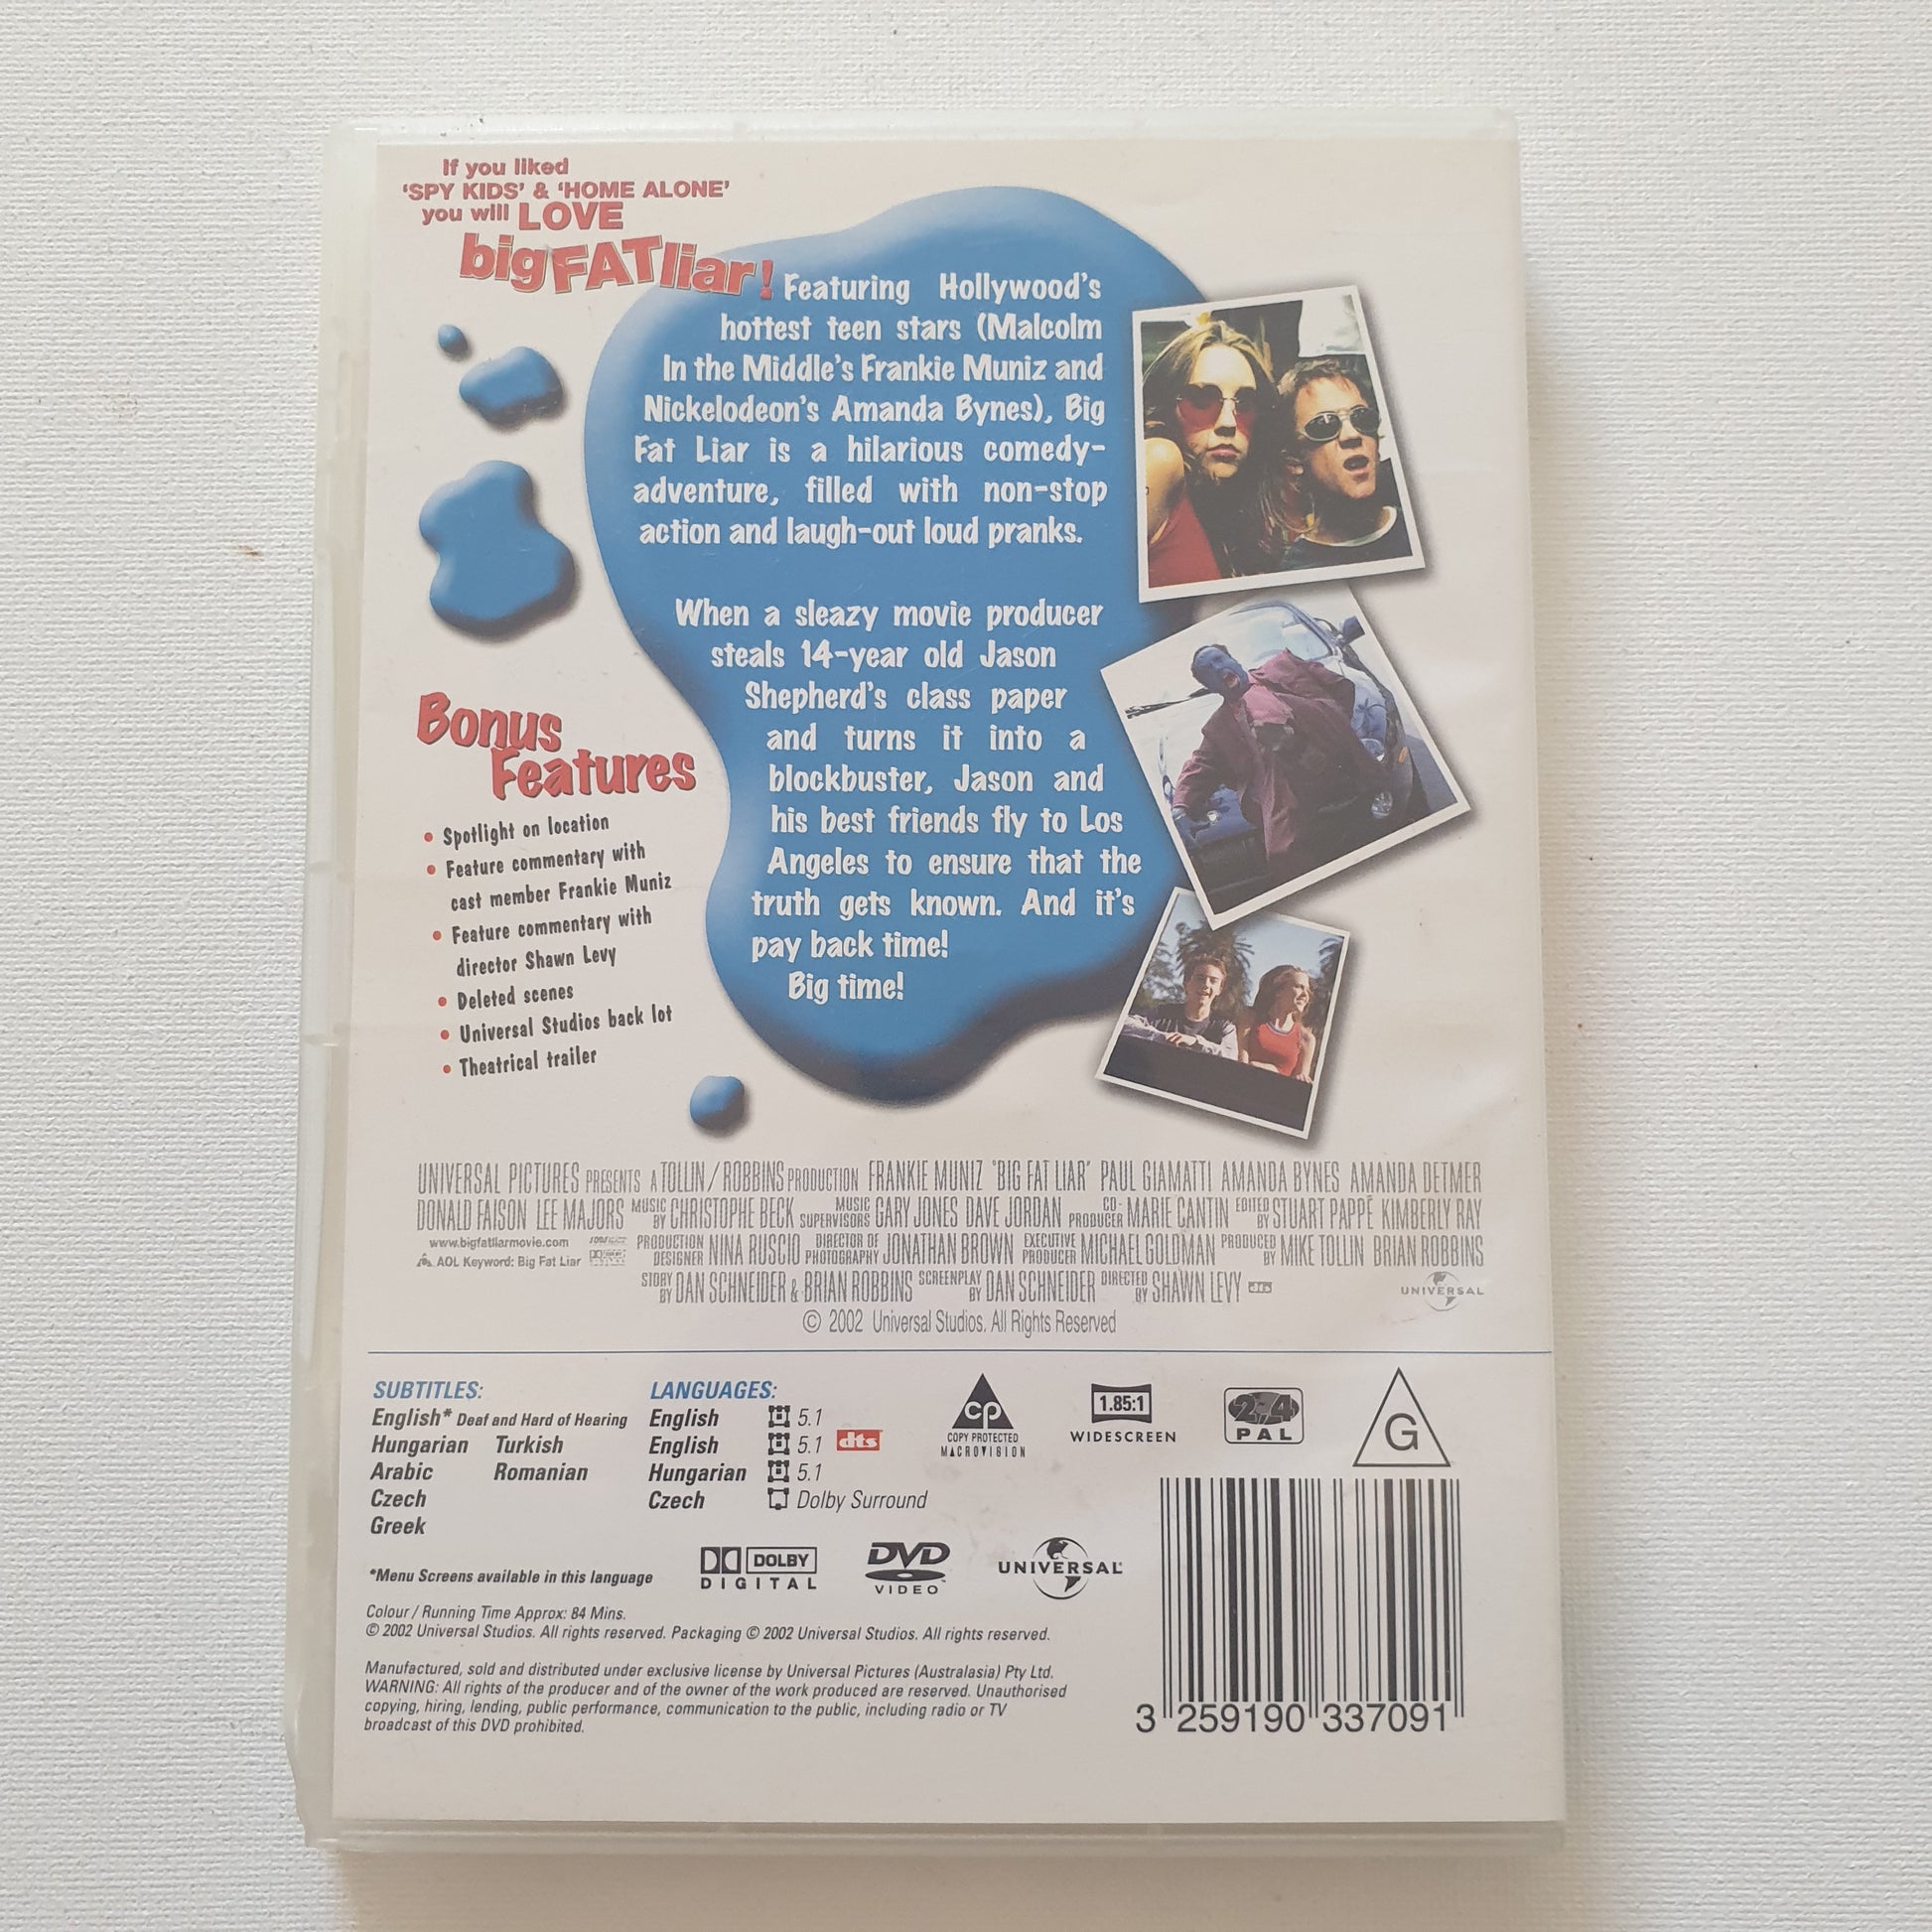 If you liked
‘SPY KIDS’ & ‘HOME ALONE’
you will LOVE
big FAT liar!
Featuring Hollywood's
hottest teen stars (Malcolm
In the Middle's Frankie Muniz and
Nickelodeon's Amanda Bynes), Big
Fat Liar is a hilarious comedy-
adventure, filled with non-stop
action and laugh-out loud pranks.
When a sleazy movie producer
steals 14-year old Jason
Shepherd's class paper
and turns it into a
blockbuster, Jason and
his best friends fly to Los
Angeles to ensure that the
truth gets known. And it's
pay back time!
Big time!
Bonus
Features
• Spotlight on location
• Feature commentary with
cast member Frankie Muniz
• Feature commentary with
director Shawn Levy
• Deleted scenes
• Universal Studios back lot
• Theatrical trailer
UNIVERSAL PICTURES PRESENTS A TOLLIN / ROBBINS PRODUCTION FRANKIE MUNIZ "BIG FAT LIAR" PAUL GIAMATTI AMANDA BYNES AMANDA DETMER
DONALD FAISON LEE MAJORS MUSIC BY CHRISTOPHE BECK MUSIC SUPERVISORS GARY JONES DAVE JORDAN CO-PRODUCER MARIE CANTIN EDITED BY STUART PAPPÉ KIMBERLY RAY
www.bigfatliarmovie.com
AOL Keyword: Big Fat Liar
PRODUCTION DESIGNER NINA RUSCIO DIRECTOR OF PHOTOGRAPHY JONATHAN BROWN EXECUTIVE PRODUCER MICHAEL GOLDMAN PRODUCED BY MIKE TOLLIN BRIAN ROBBINS
STORY BY DAN SCHNEIDER & BRIAN ROBBINS SCREENPLAY BY DAN SCHNEIDER DIRECTED BY SHAWN LEVY dts
UNIVERSAL
© 2002 Universal Studios. All Rights Reserved
SUBTITLES:
English* Deaf and Hard of Hearing
Hungarian Turkish
Arabic Romanian
Czech
Greek
*Menu Screens available in this language
LANGUAGES:
English 5.1
English 5.1 dts
Hungarian 5.1
Czech Dolby Surround
cp
COPY PROTECTED
MACROVISION
1.85:1
WIDESCREEN
2 4
PAL
G
DOLBY
DIGITAL
DVD
VIDEO
UNIVERSAL
Colour / Running Time Approx: 84 Mins.
© 2002 Universal Studios. All rights reserved. Packaging © 2002 Universal Studios. All rights reserved.
Manufactured, sold and distributed under exclusive license by Universal Pictures (Australasia) Pty Ltd.
WARNING: All rights of the producer and of the owner of the work produced are reserved. Unauthorised
copying, hiring, lending, public performance, communication to the public, including radio or TV
broadcast of this DVD prohibited.
3 259190 337091